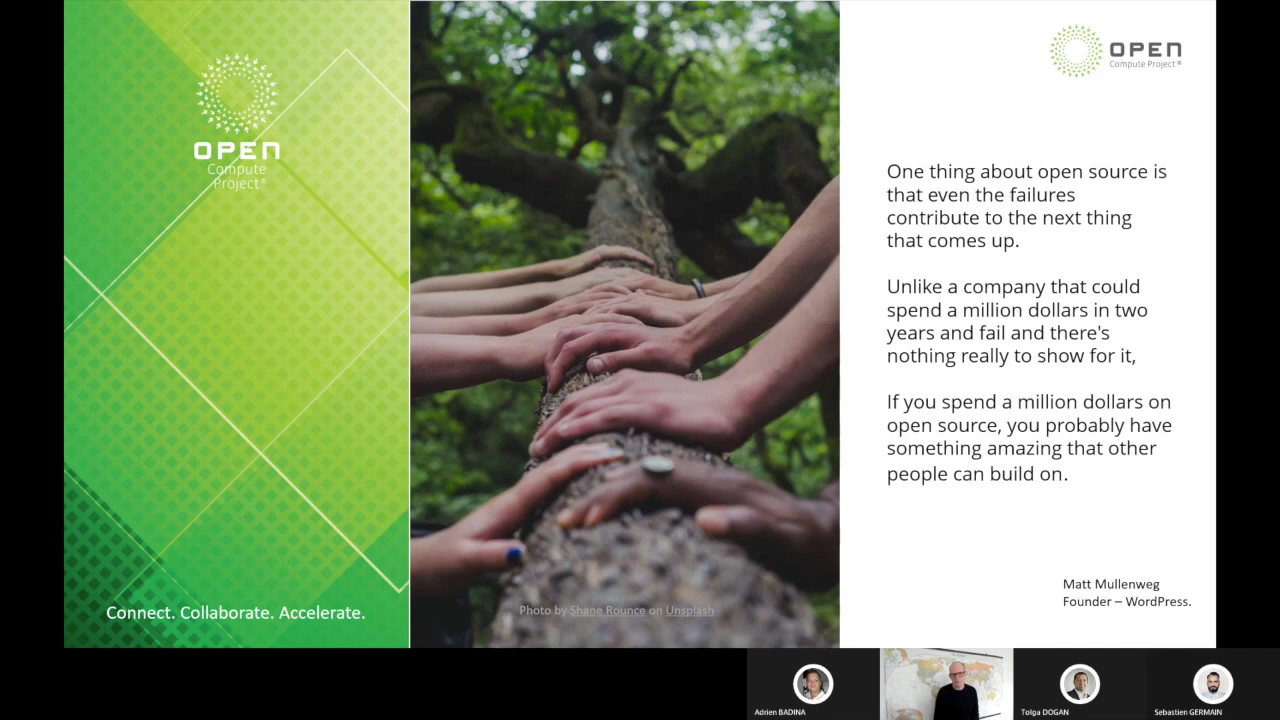 OPEN
Compute
Project®
Connect. Collaborate. Accelerate.
Photo by Shane Rounce on Unsplash
OPEN
Compute Project®
One thing about open source is
that even the failures
contribute to the next thing
that comes up.
Unlike a company that could
spend a million dollars in two
years and fail and there's
nothing really to show for it,
If you spend a million dollars on
open source, you probably have
something amazing that other
people can build on.
Matt Mullenweg
Founder – WordPress.
Adrien BADINA
Tolga DOGAN
Sebastien GERMAIN